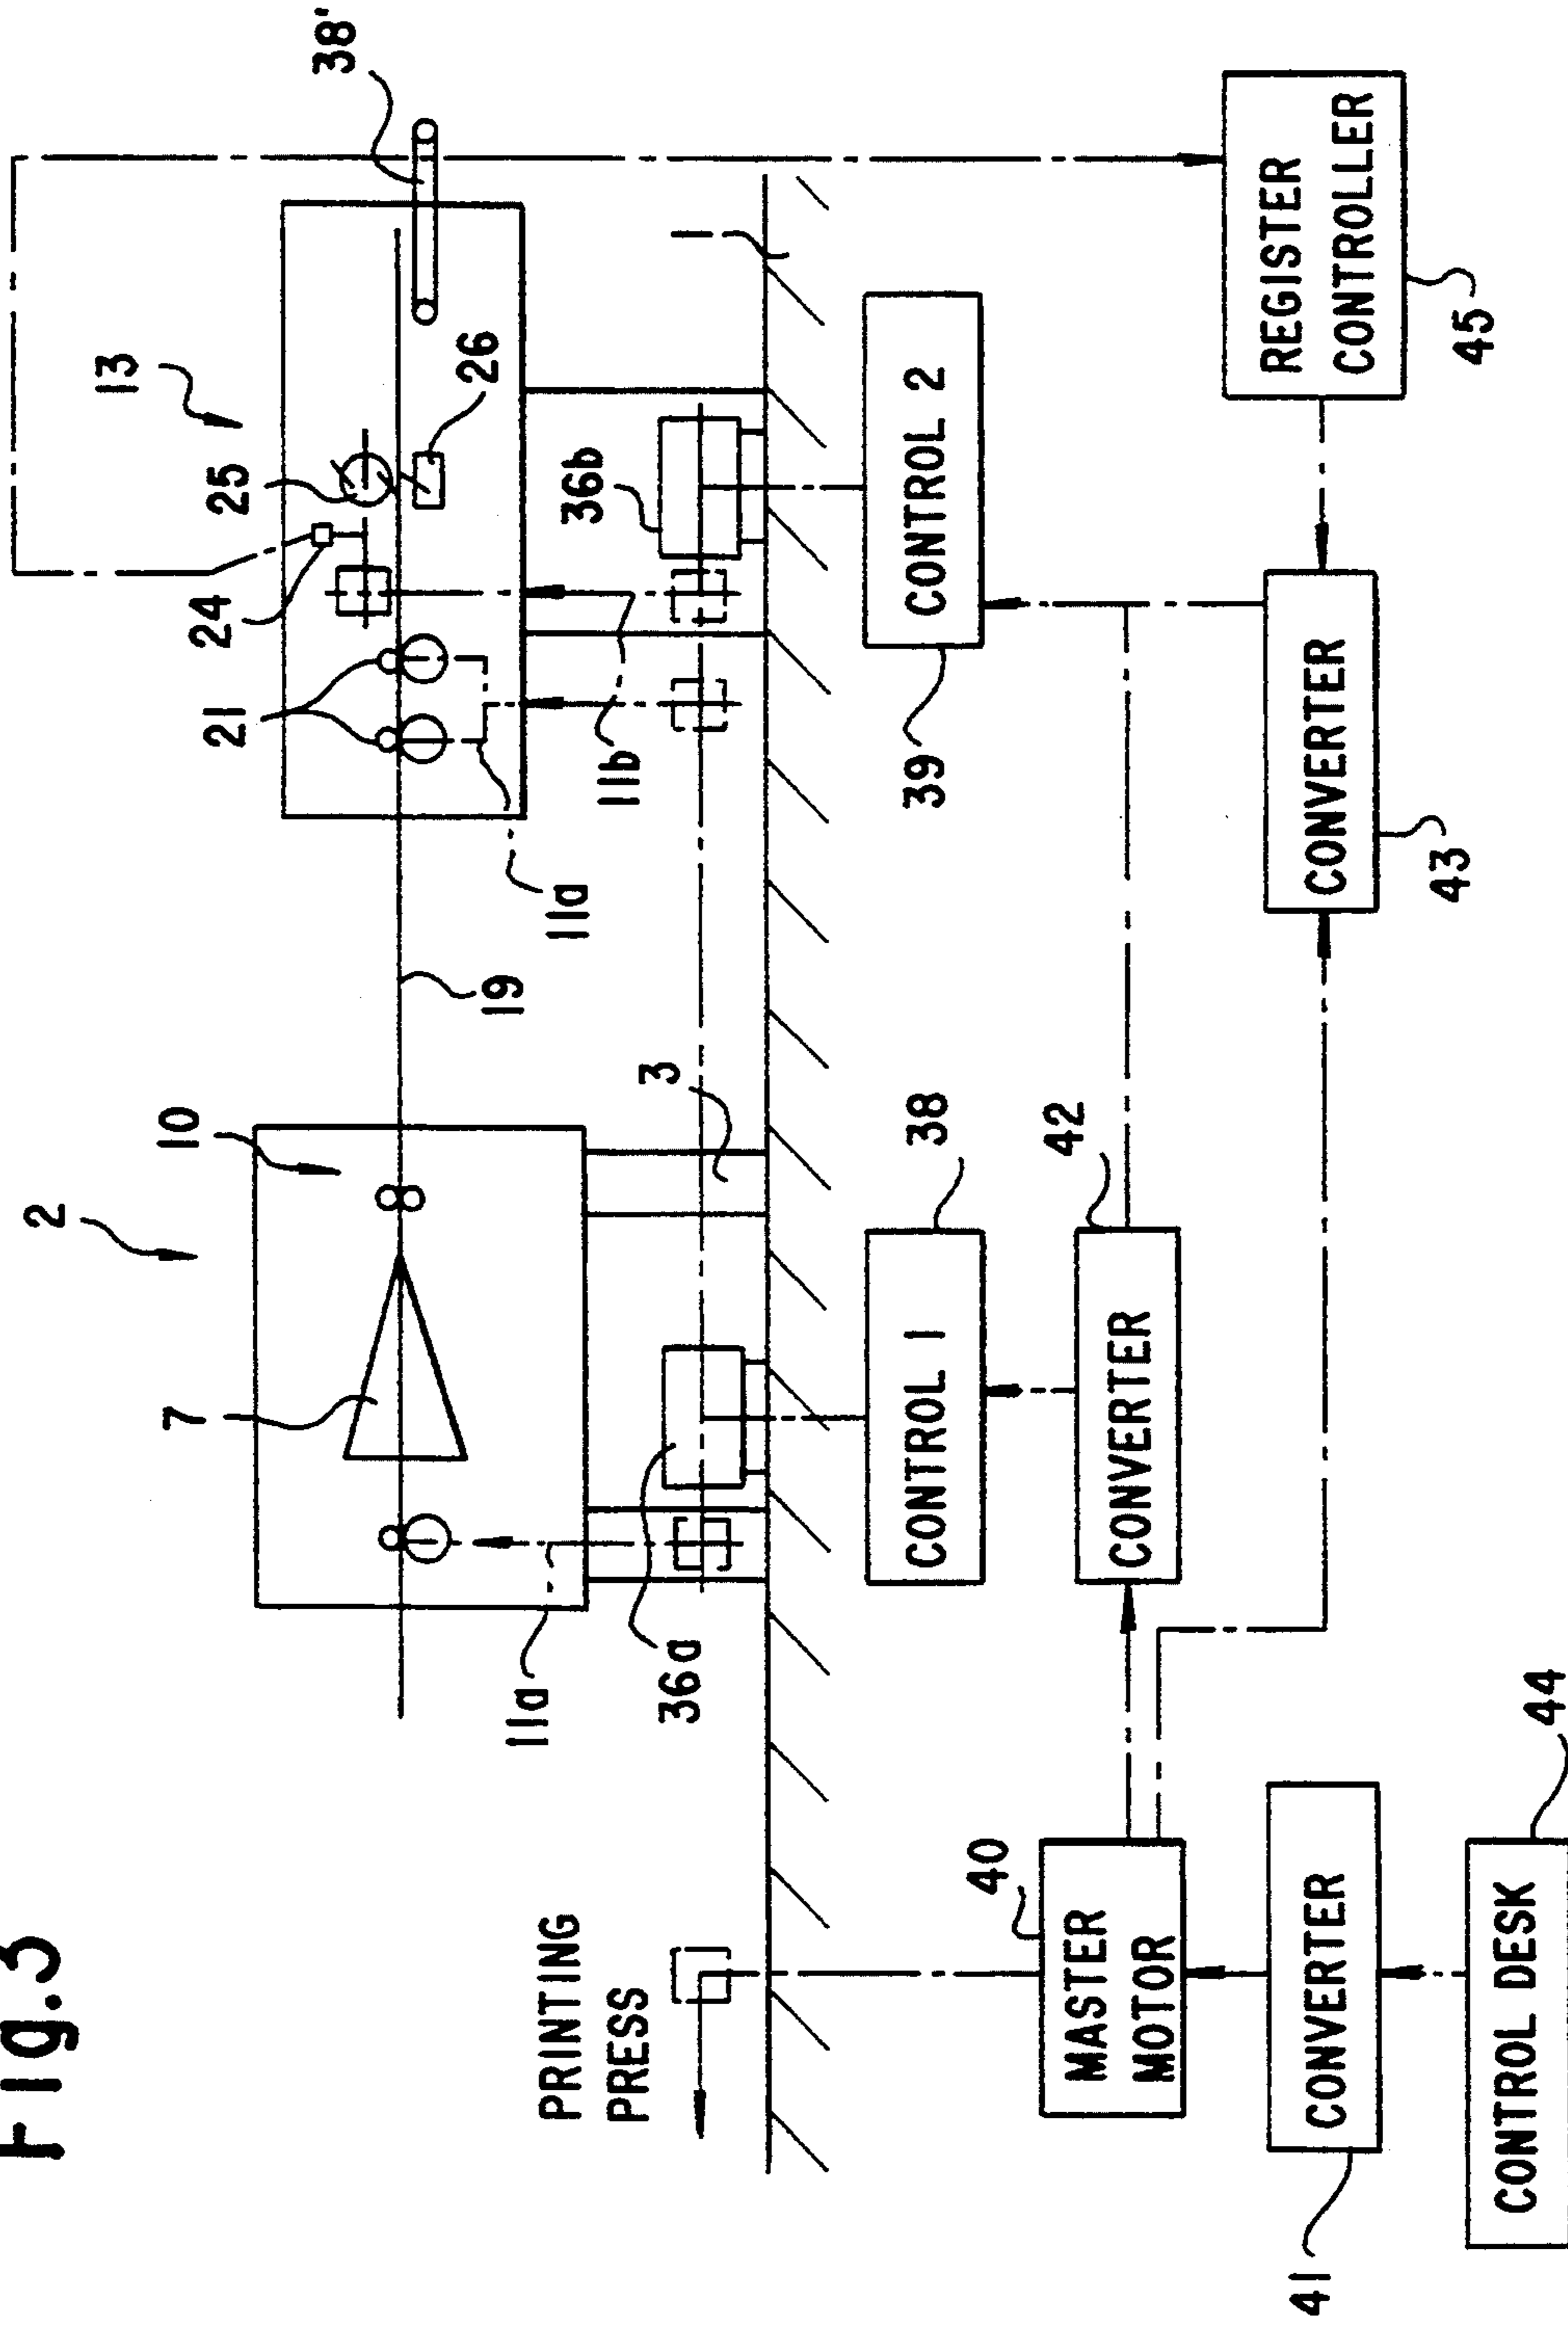 Fig.3
2
10
13
38'
7
24
25
21
26
19
11a
11b
11a
36a
3
36b
1
PRINTING
PRESS
38
39
CONTROL 1
CONTROL 2
40
42
MASTER
MOTOR
CONVERTER
REGISTER
CONTROLLER
45
41
CONVERTER
CONVERTER
43
44
CONTROL DESK